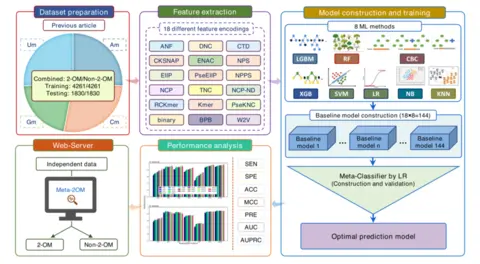 Dataset preparation
Previous article
Um
Am
Combined: 2-OM/Non-2-OM
Training: 4261/4261
Testing: 1830/1830
Gm
Cm
Feature extraction
18 different feature encodings
ANF
DNC
CTD
CKSNAP
ENAC
NPS
EIIP
PseEIIP
NPPS
NCP
TNC
NCP-ND
RCKmer
Kmer
PseKNC
binary
BPB
W2V
Model construction and training
8 ML methods
LGBM
RF
CBC
XGB
SVM
LR
NB
KNN
Baseline model construction (18×8=144)
Baseline
model 1
...
Baseline
model n
...
Baseline
model 144
Meta-Classifier by LR
(Construction and validation)
Optimal prediction model
Web-Server
Independent data
Meta-2OM
2-OM
Non-2-OM
Performance analysis
SEN
SPE
ACC
MCC
PRE
AUC
AUPRC